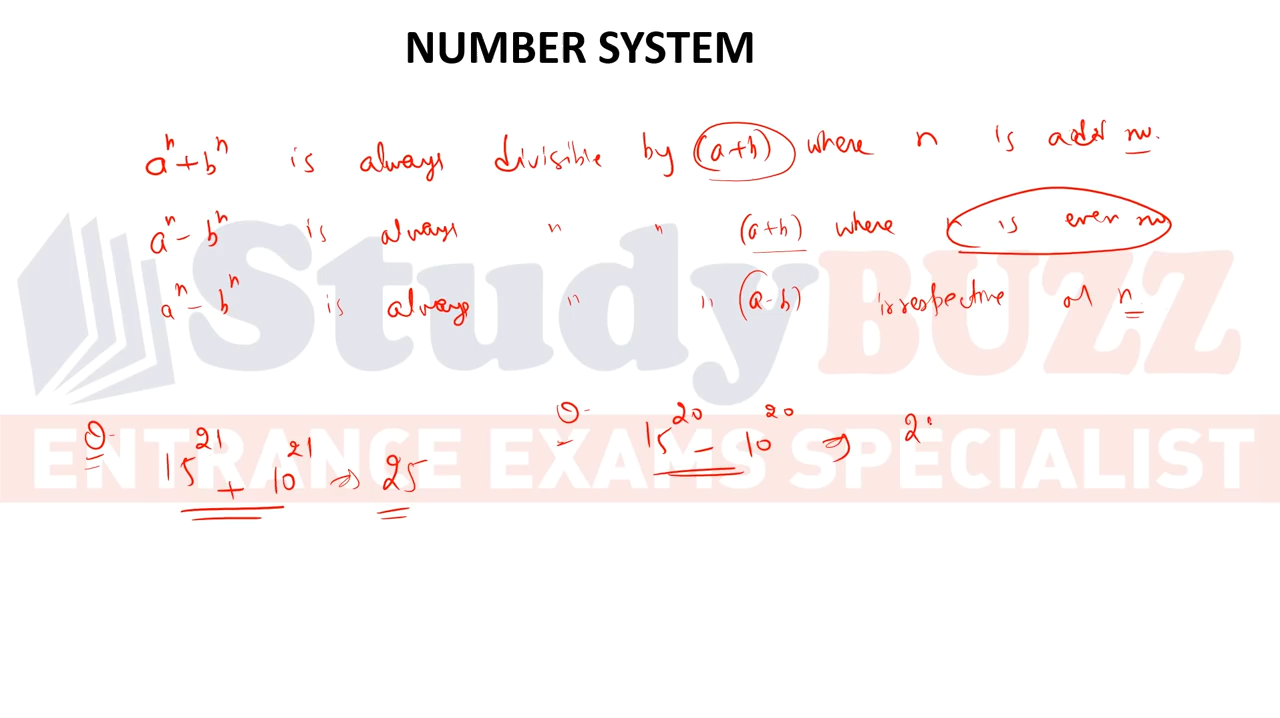 NUMBER SYSTEM
aⁿ + bⁿ is always divisible by (a+b) where n is odd no.
aⁿ - bⁿ is always " " (a+b) where n is even no
aⁿ - bⁿ is always " " (a-b) irrespective of n
StudyBUZZ
ENTRANCE EXAMS SPECIALIST
Q. 15²¹ + 10²¹ ⇒ 25
Q. 15²⁰ - 10²⁰ ⇒ 2